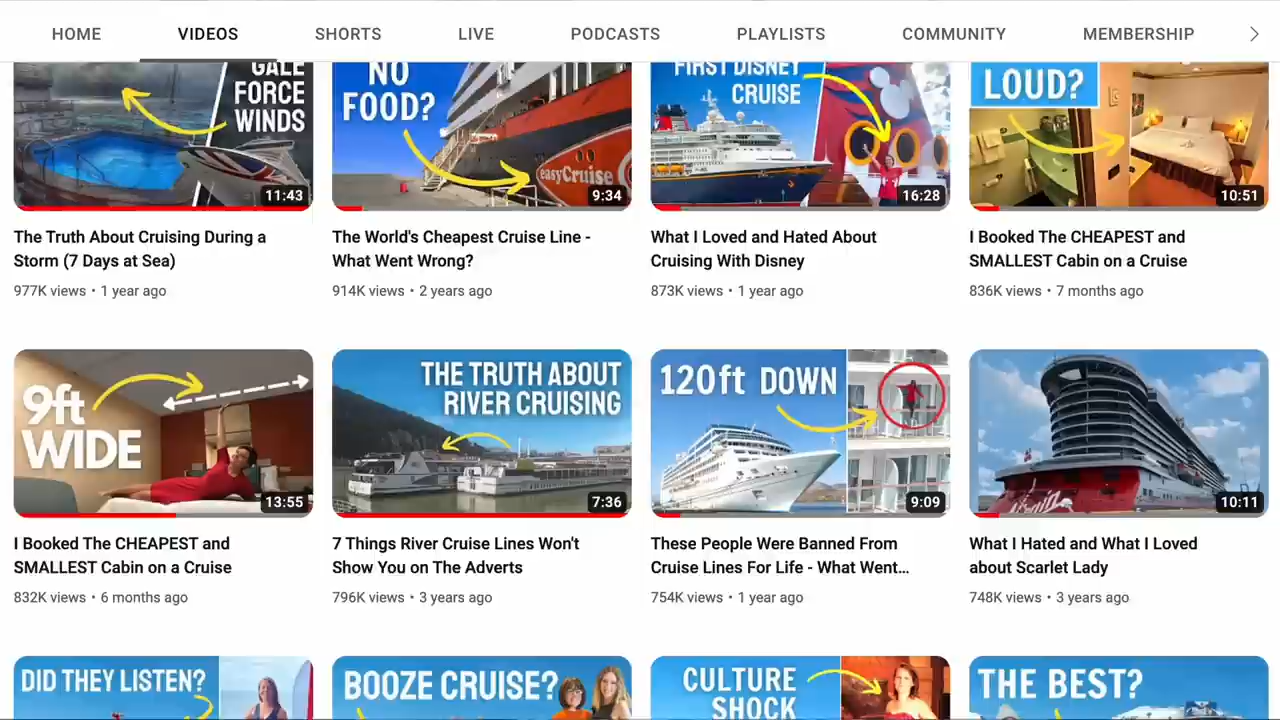 HOME
VIDEOS
SHORTS
LIVE
PODCASTS
PLAYLISTS
COMMUNITY
MEMBERSHIP
GALE
FORCE
WINDS
11:43
NO
FOOD?
easyCruise
9:34
FIRST DISNEY
CRUISE
16:28
LOUD?
10:51
The Truth About Cruising During a
Storm (7 Days at Sea)
977K views • 1 year ago
The World's Cheapest Cruise Line -
What Went Wrong?
914K views • 2 years ago
What I Loved and Hated About
Cruising With Disney
873K views • 1 year ago
I Booked The CHEAPEST and
SMALLEST Cabin on a Cruise
836K views • 7 months ago
9ft
WIDE
13:55
THE TRUTH ABOUT
RIVER CRUISING
7:36
120ft DOWN
9:09
Virgin
10:11
I Booked The CHEAPEST and
SMALLEST Cabin on a Cruise
832K views • 6 months ago
7 Things River Cruise Lines Won't
Show You on The Adverts
796K views • 3 years ago
These People Were Banned From
Cruise Lines For Life - What Went...
754K views • 1 year ago
What I Hated and What I Loved
about Scarlet Lady
748K views • 3 years ago
DID THEY LISTEN?
BOOZE CRUISE?
CULTURE
SHOCK
THE BEST?